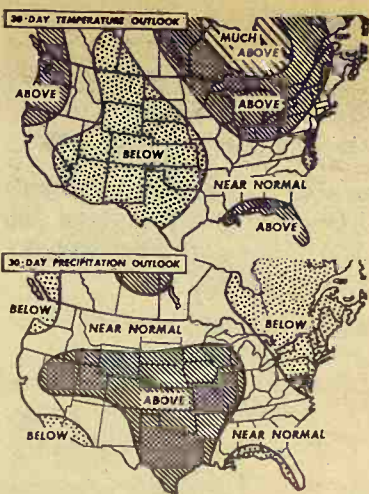 30-DAY TEMPERATURE OUTLOOK
MUCH
ABOVE
ABOVE
ABOVE
BELOW
NEAR NORMAL
ABOVE
30-DAY PRECIPITATION OUTLOOK
BELOW
BELOW
NEAR NORMAL
ABOVE
BELOW
NEAR NORMAL